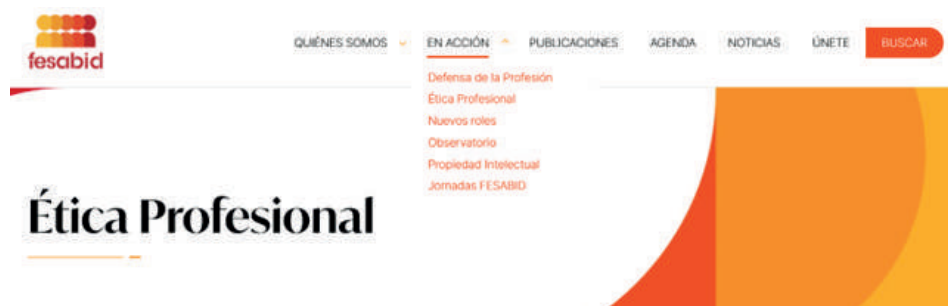 fesabid
QUIÉNES SOMOS EN ACCIÓN PUBLICACIONES AGENDA NOTICIAS ÚNETE BUSCAR
Defensa de la Profesión
Ética Profesional
Nuevos roles
Observatorio
Propiedad Intelectual
Jornadas FESABID
Ética Profesional